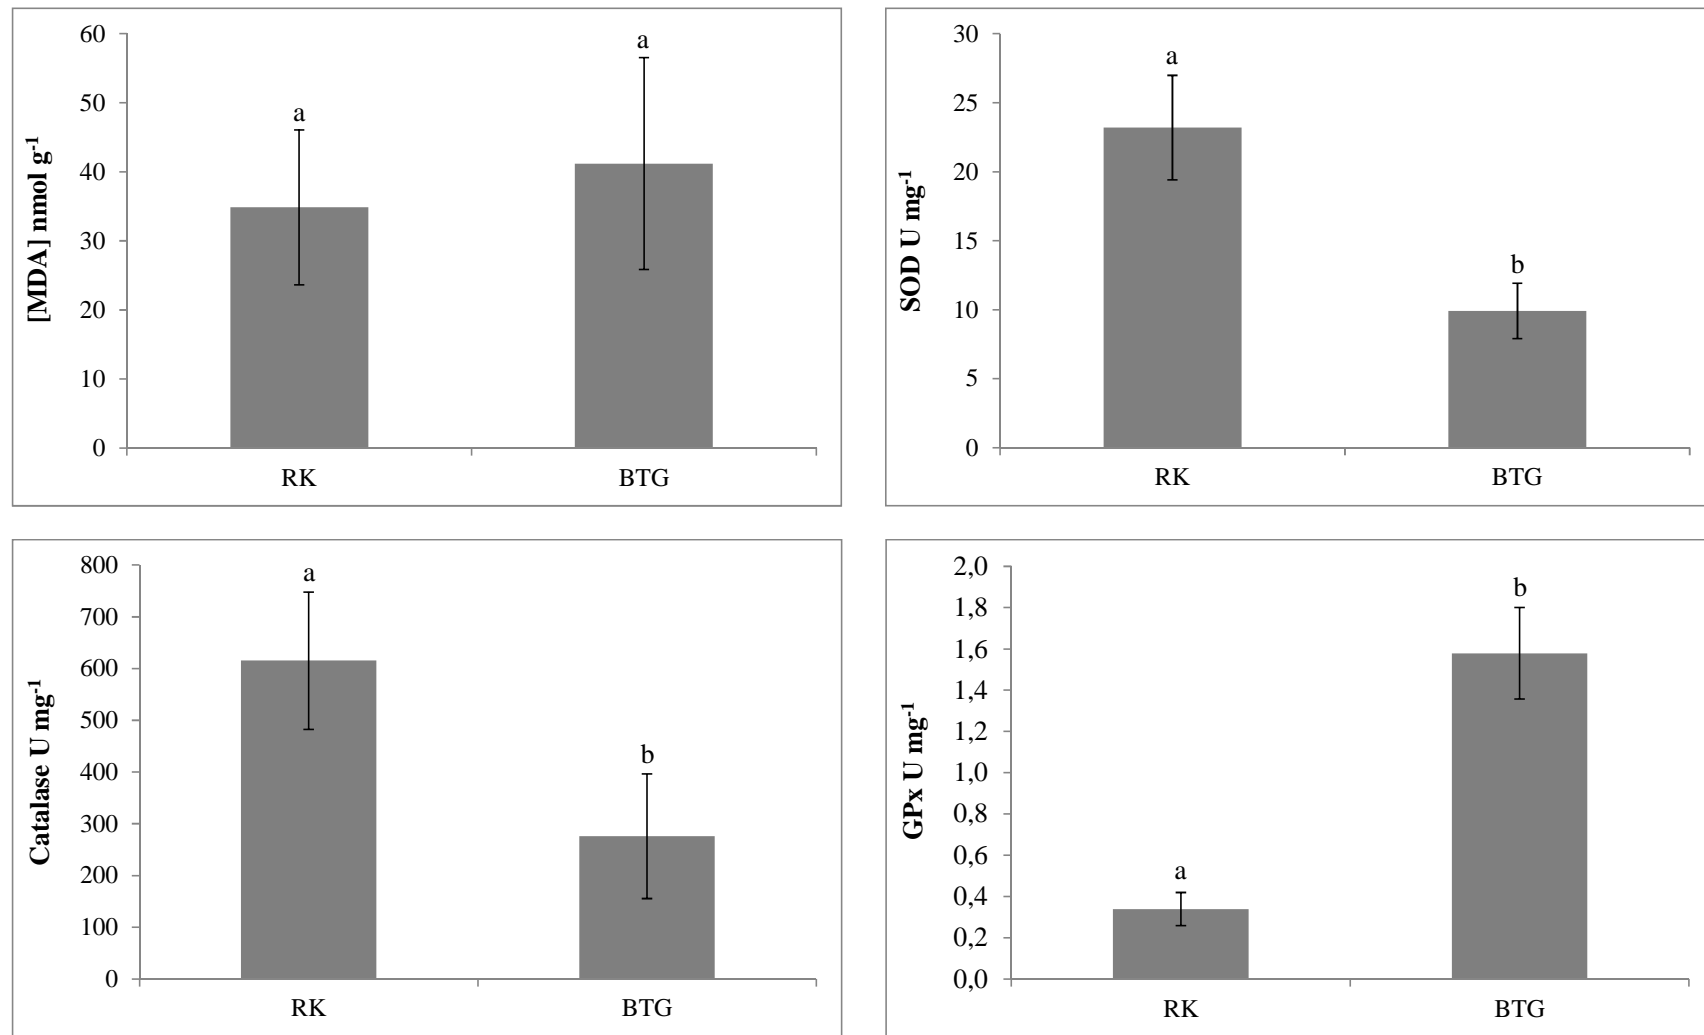 [MDA] nmol g-1
60
50
40
30
20
10
0
a
a
RK
BTG
SOD U mg-1
30
25
20
15
10
5
0
a
b
RK
BTG
Catalase U mg-1
800
700
600
500
400
300
200
100
0
a
b
RK
BTG
GPx U mg-1
2,0
1,8
1,6
1,4
1,2
1,0
0,8
0,6
0,4
0,2
0,0
a
b
RK
BTG